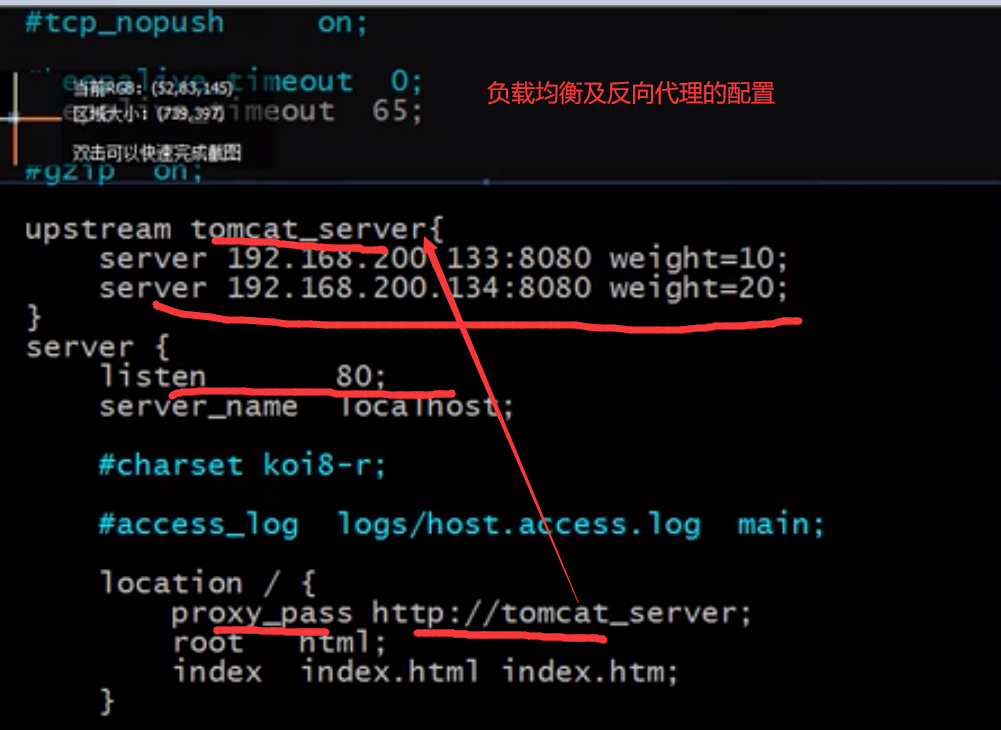 #tcp_nopush     on;
#keepalive_timeout  0;
当前RGB：(52,83,145)
负载均衡及反向代理的配置
keepalive_timeout  65;
区域大小：(739,397)
双击可以快速完成截图
#gzip  on;
upstream tomcat_server{
server 192.168.200.133:8080 weight=10;
server 192.168.200.134:8080 weight=20;
}
server {
listen       80;
server_name  localhost;
#charset koi8-r;
#access_log  logs/host.access.log  main;
location / {
proxy_pass http://tomcat_server;
root   html;
index  index.html index.htm;
}